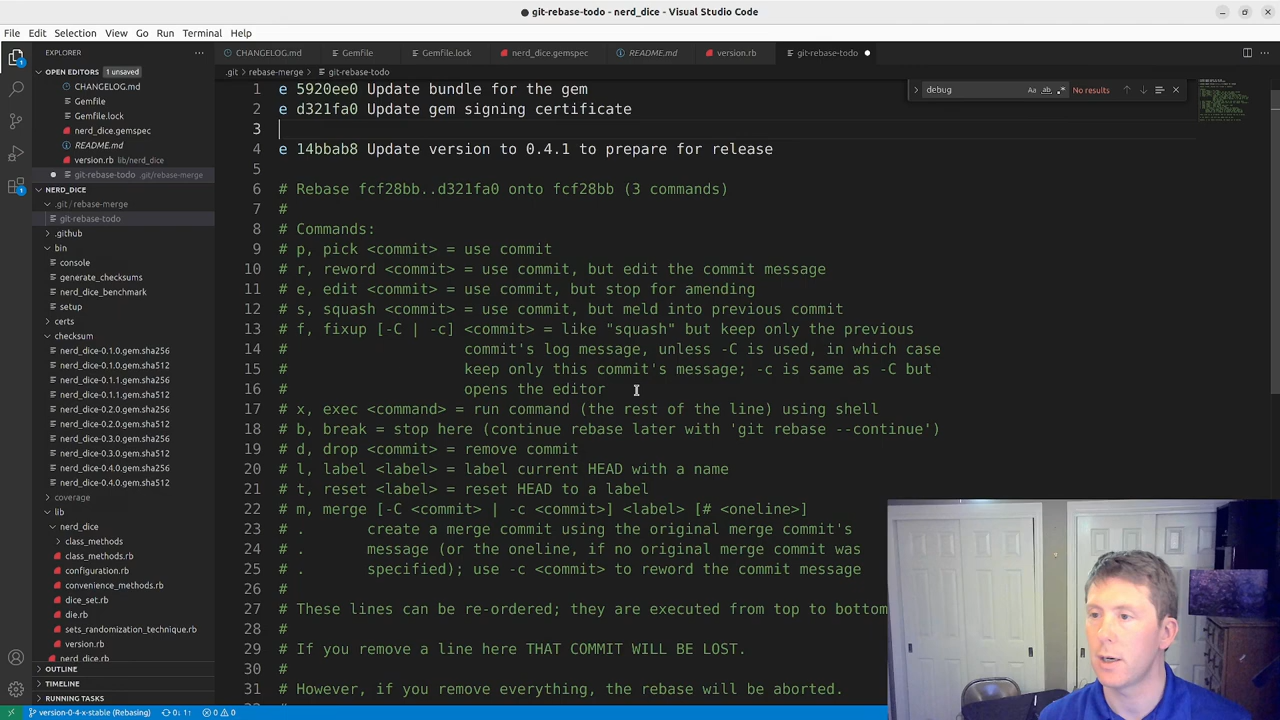 git-rebase-todo - nerd_dice - Visual Studio Code
File Edit Selection View Go Run Terminal Help
EXPLORER
CHANGELOG.md Gemfile Gemfile.lock nerd_dice.gemspec README.md version.rb git-rebase-todo
OPEN EDITORS 1 unsaved
CHANGELOG.md
Gemfile
Gemfile.lock
nerd_dice.gemspec
README.md
version.rb lib/nerd_dice
git-rebase-todo .git/rebase-merge
NERD_DICE
.git / rebase-merge
git-rebase-todo
.github
bin
console
generate_checksums
nerd_dice_benchmark
setup
certs
checksum
nerd_dice-0.1.0.gem.sha256
nerd_dice-0.1.0.gem.sha512
nerd_dice-0.1.1.gem.sha256
nerd_dice-0.1.1.gem.sha512
nerd_dice-0.2.0.gem.sha256
nerd_dice-0.2.0.gem.sha512
nerd_dice-0.3.0.gem.sha256
nerd_dice-0.3.0.gem.sha512
nerd_dice-0.4.0.gem.sha256
nerd_dice-0.4.0.gem.sha512
coverage
lib
nerd_dice
class_methods
class_methods.rb
configuration.rb
convenience_methods.rb
dice_set.rb
die.rb
sets_randomization_technique.rb
version.rb
nerd_dice.rb
OUTLINE
TIMELINE
RUNNING TASKS
.git > rebase-merge > git-rebase-todo
debug Aa ab .* No results
1 e 5920ee0 Update bundle for the gem
2 e d321fa0 Update gem signing certificate
3
4 e 14bbab8 Update version to 0.4.1 to prepare for release
5
6 # Rebase fcf28bb..d321fa0 onto fcf28bb (3 commands)
7 #
8 # Commands:
9 # p, pick <commit> = use commit
10 # r, reword <commit> = use commit, but edit the commit message
11 # e, edit <commit> = use commit, but stop for amending
12 # s, squash <commit> = use commit, but meld into previous commit
13 # f, fixup [-C | -c] <commit> = like "squash" but keep only the previous
14 # commit's log message, unless -C is used, in which case
15 # keep only this commit's message; -c is same as -C but
16 # opens the editor
17 # x, exec <command> = run command (the rest of the line) using shell
18 # b, break = stop here (continue rebase later with 'git rebase --continue')
19 # d, drop <commit> = remove commit
20 # l, label <label> = label current HEAD with a name
21 # t, reset <label> = reset HEAD to a label
22 # m, merge [-C <commit> | -c <commit>] <label> [# <oneline>]
23 # . create a merge commit using the original merge commit's
24 # . message (or the oneline, if no original merge commit was
25 # . specified); use -c <commit> to reword the commit message
26 #
27 # These lines can be re-ordered; they are executed from top to bottom
28 #
29 # If you remove a line here THAT COMMIT WILL BE LOST.
30 #
31 # However, if you remove everything, the rebase will be aborted.
version-0-4-x-stable (Rebasing) 0↓ 1↑ 0 0